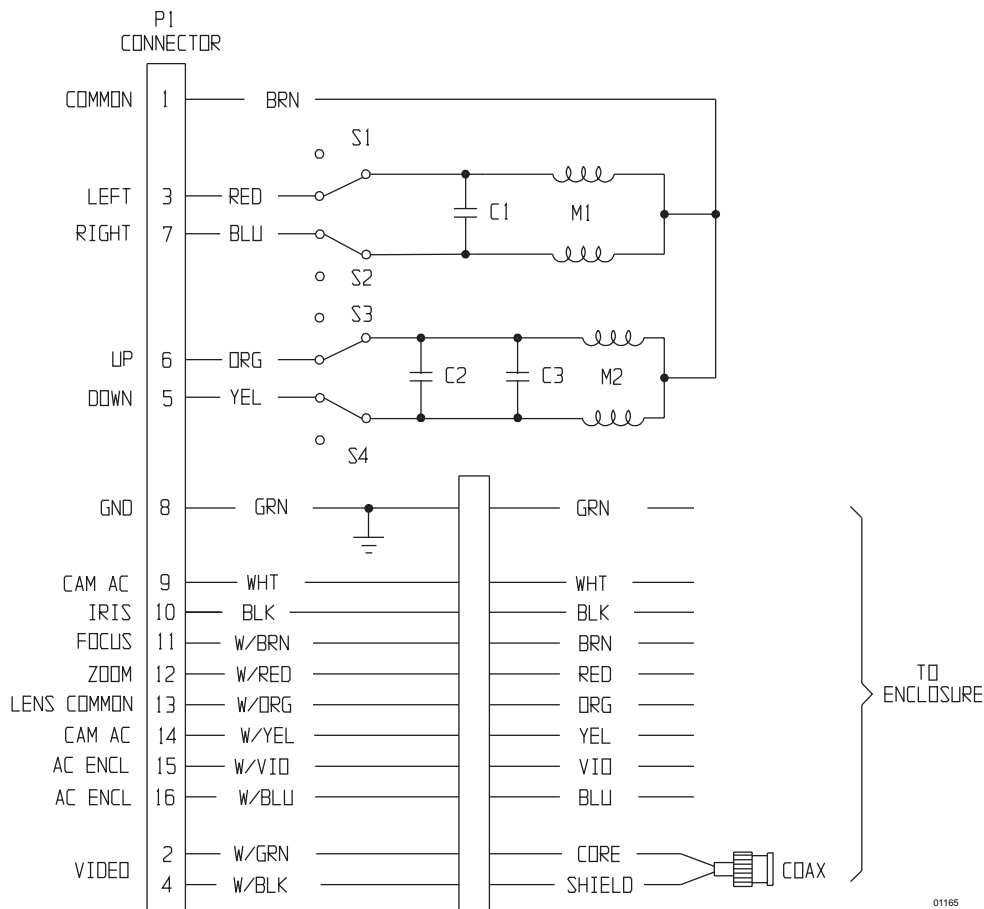 P1
CONNECTOR
COMMON 1 BRN
S1
LEFT 3 RED
C1 M1
RIGHT 7 BLU
S2
S3
UP 6 ORG
C2 C3 M2
DOWN 5 YEL
S4
GND 8 GRN GRN
CAM AC 9 WHT WHT
IRIS 10 BLK BLK
FOCUS 11 W/BRN BRN
ZOOM 12 W/RED RED
TO
ENCLOSURE
LENS COMMON 13 W/ORG ORG
CAM AC 14 W/YEL YEL
AC ENCL 15 W/VIO VIO
AC ENCL 16 W/BLU BLU
2 W/GRN CORE
VIDEO COAX
4 W/BLK SHIELD
01165